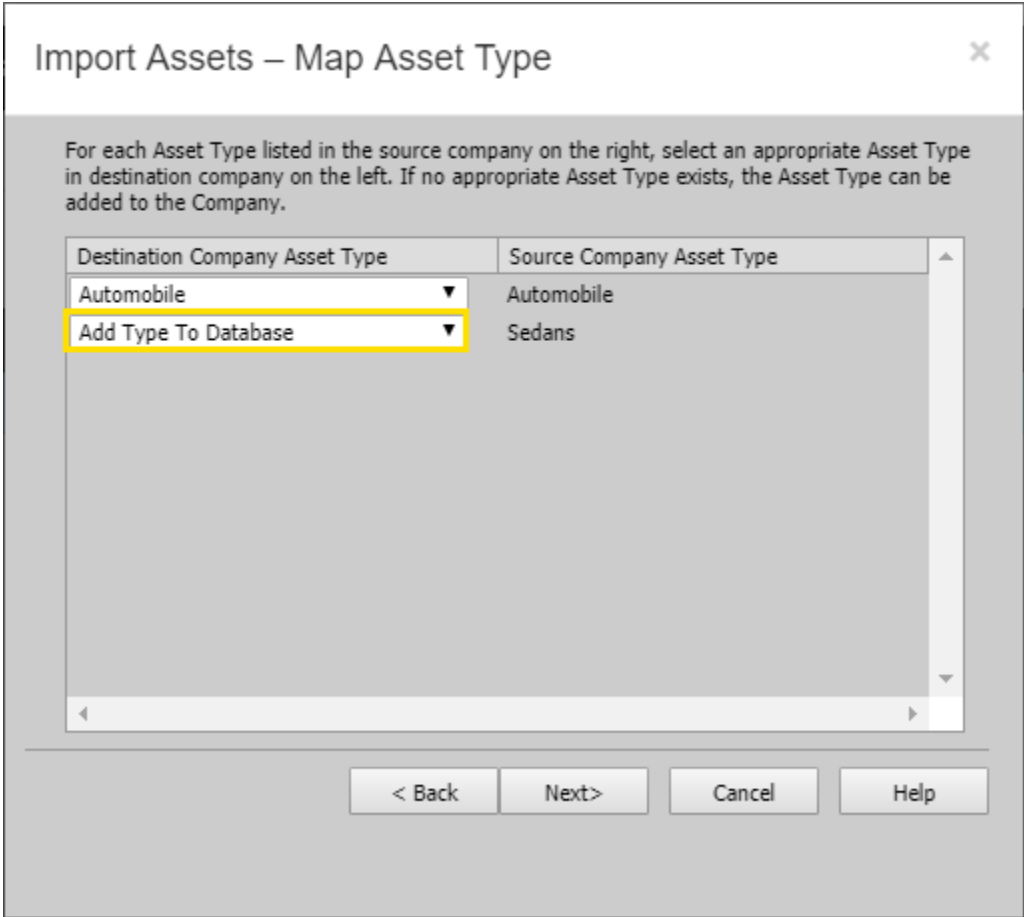 Import Assets – Map Asset Type
For each Asset Type listed in the source company on the right, select an appropriate Asset Type
in destination company on the left. If no appropriate Asset Type exists, the Asset Type can be
added to the Company.
Destination Company Asset Type Source Company Asset Type
Automobile Automobile
Add Type To Database Sedans
< Back Next> Cancel Help